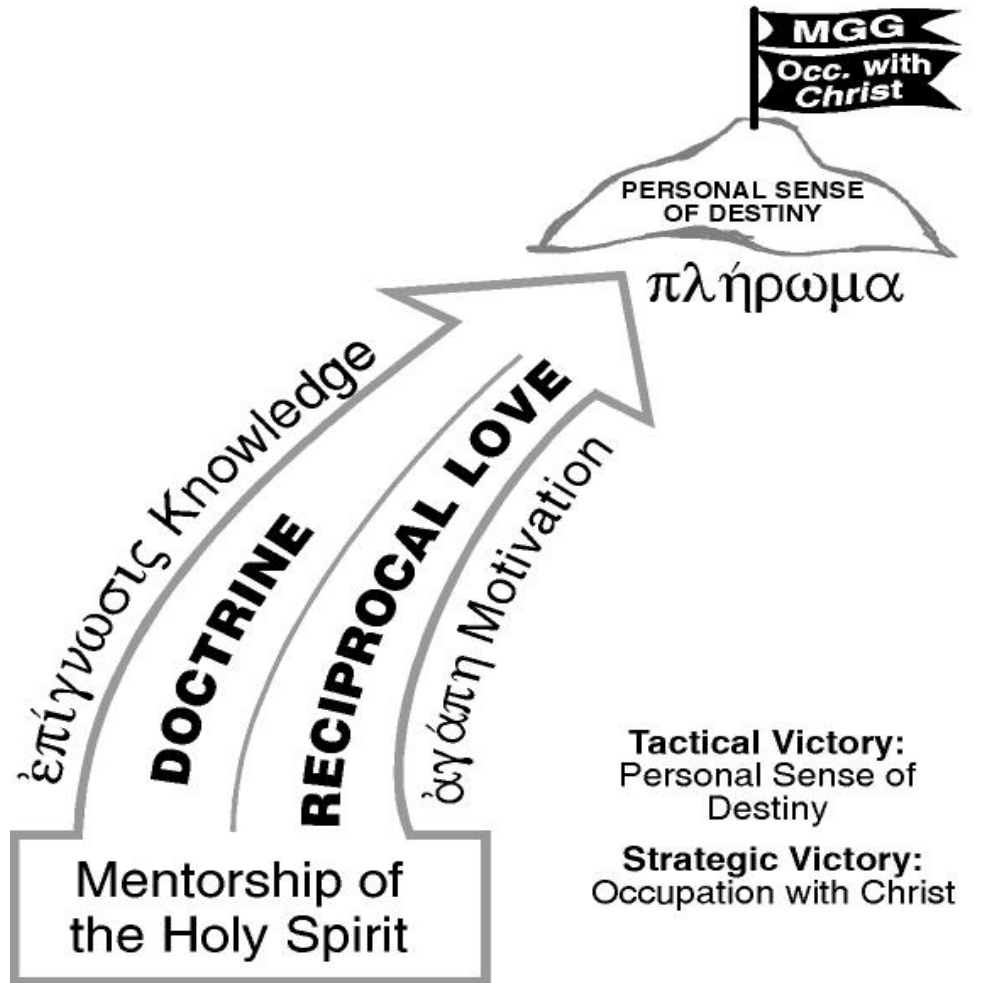 MGG
Occ. with
Christ
PERSONAL SENSE
OF DESTINY
πλήρωμα
ἐπίγνωσις Knowledge
DOCTRINE
RECIPROCAL LOVE
ἀγάπη Motivation
Mentorship of
the Holy Spirit
Tactical Victory:
Personal Sense of
Destiny
Strategic Victory:
Occupation with Christ